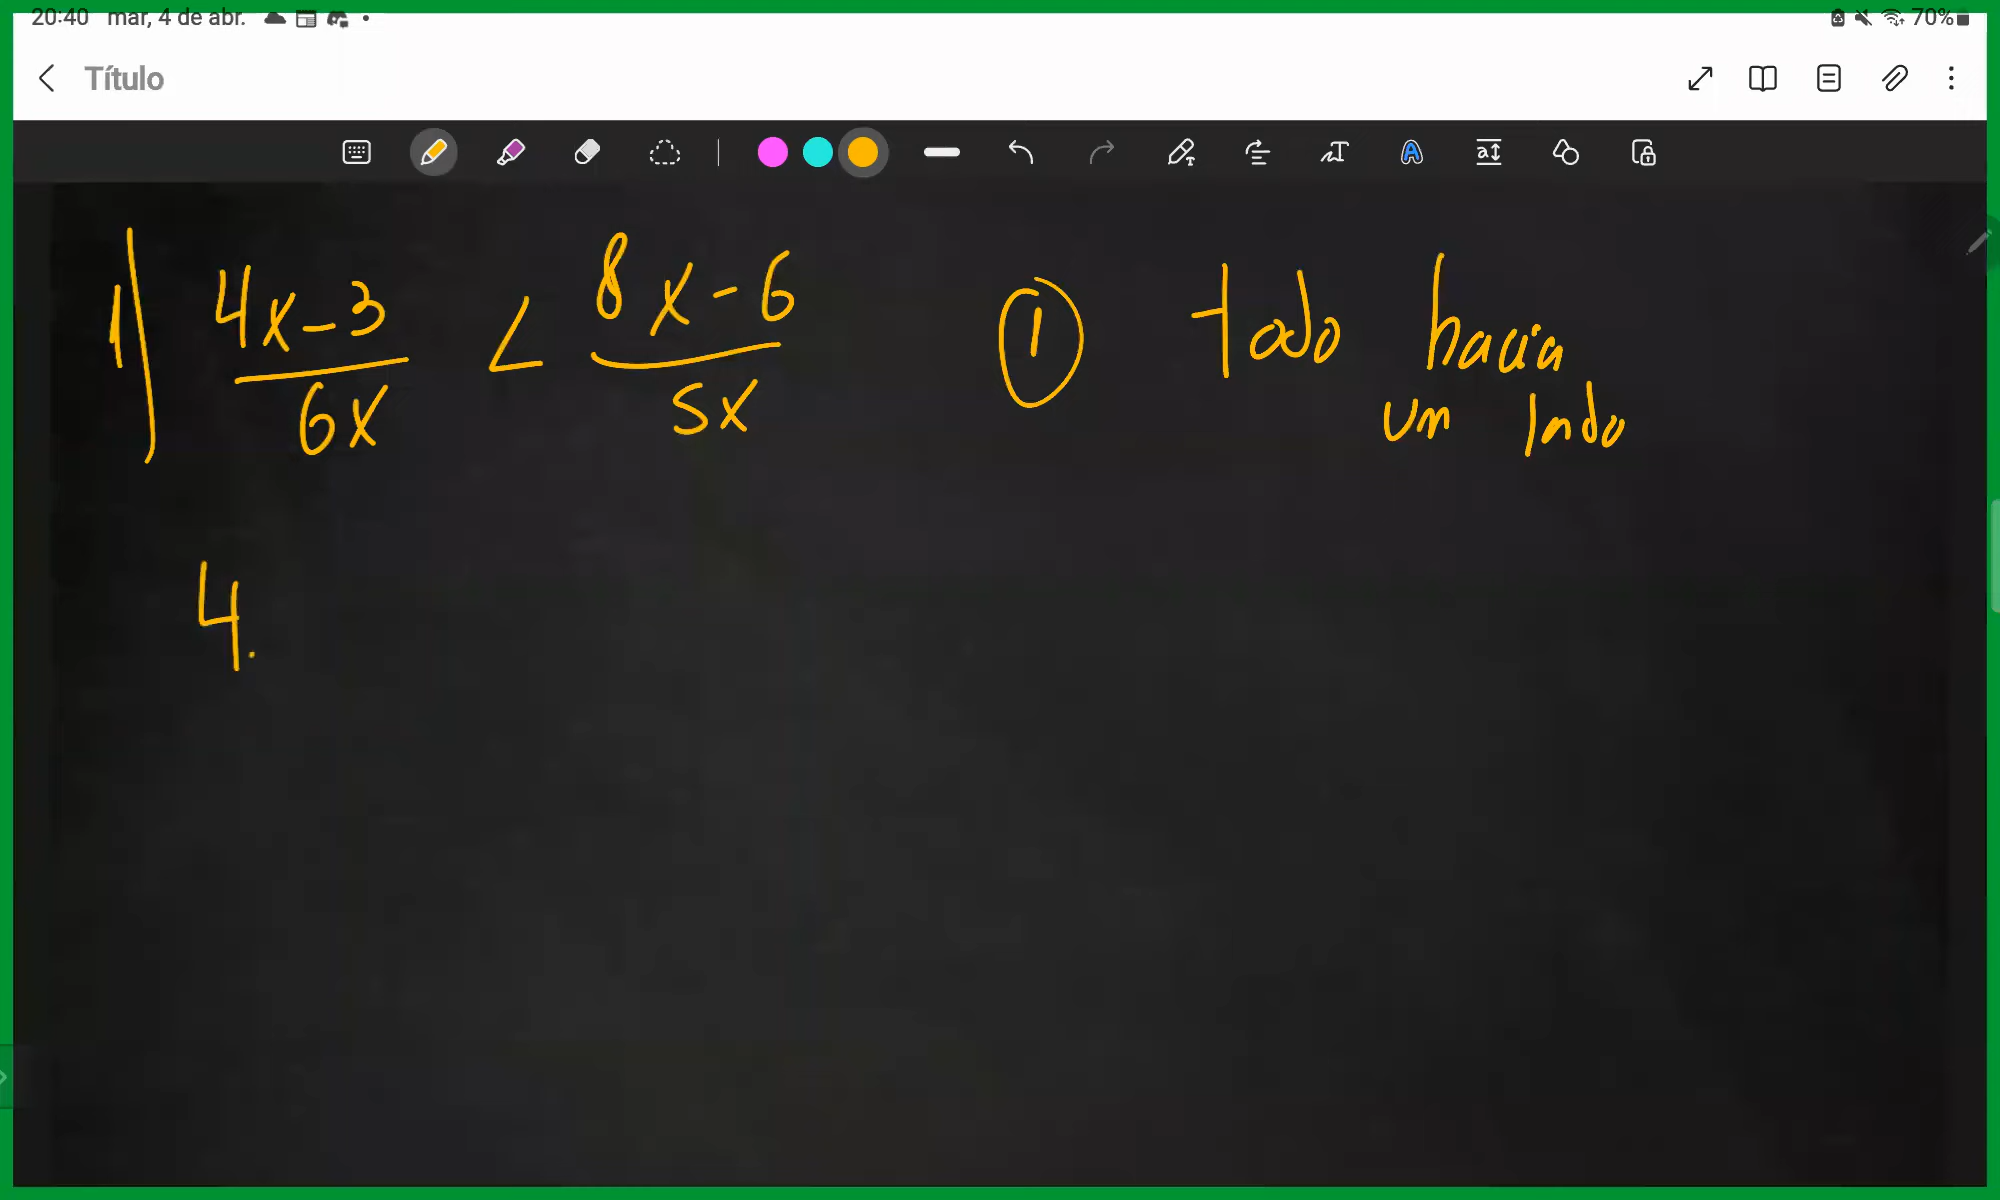 20:40 mar, 4 de abr. 70%
Título
1) 4x-3 < 8x-6 ① todo hacia
6x 5x un lado
4.